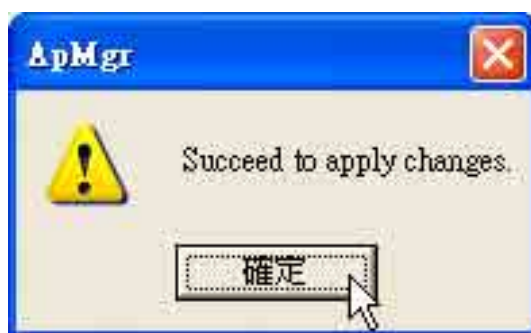 ApMgr
Succeed to apply changes.
確定